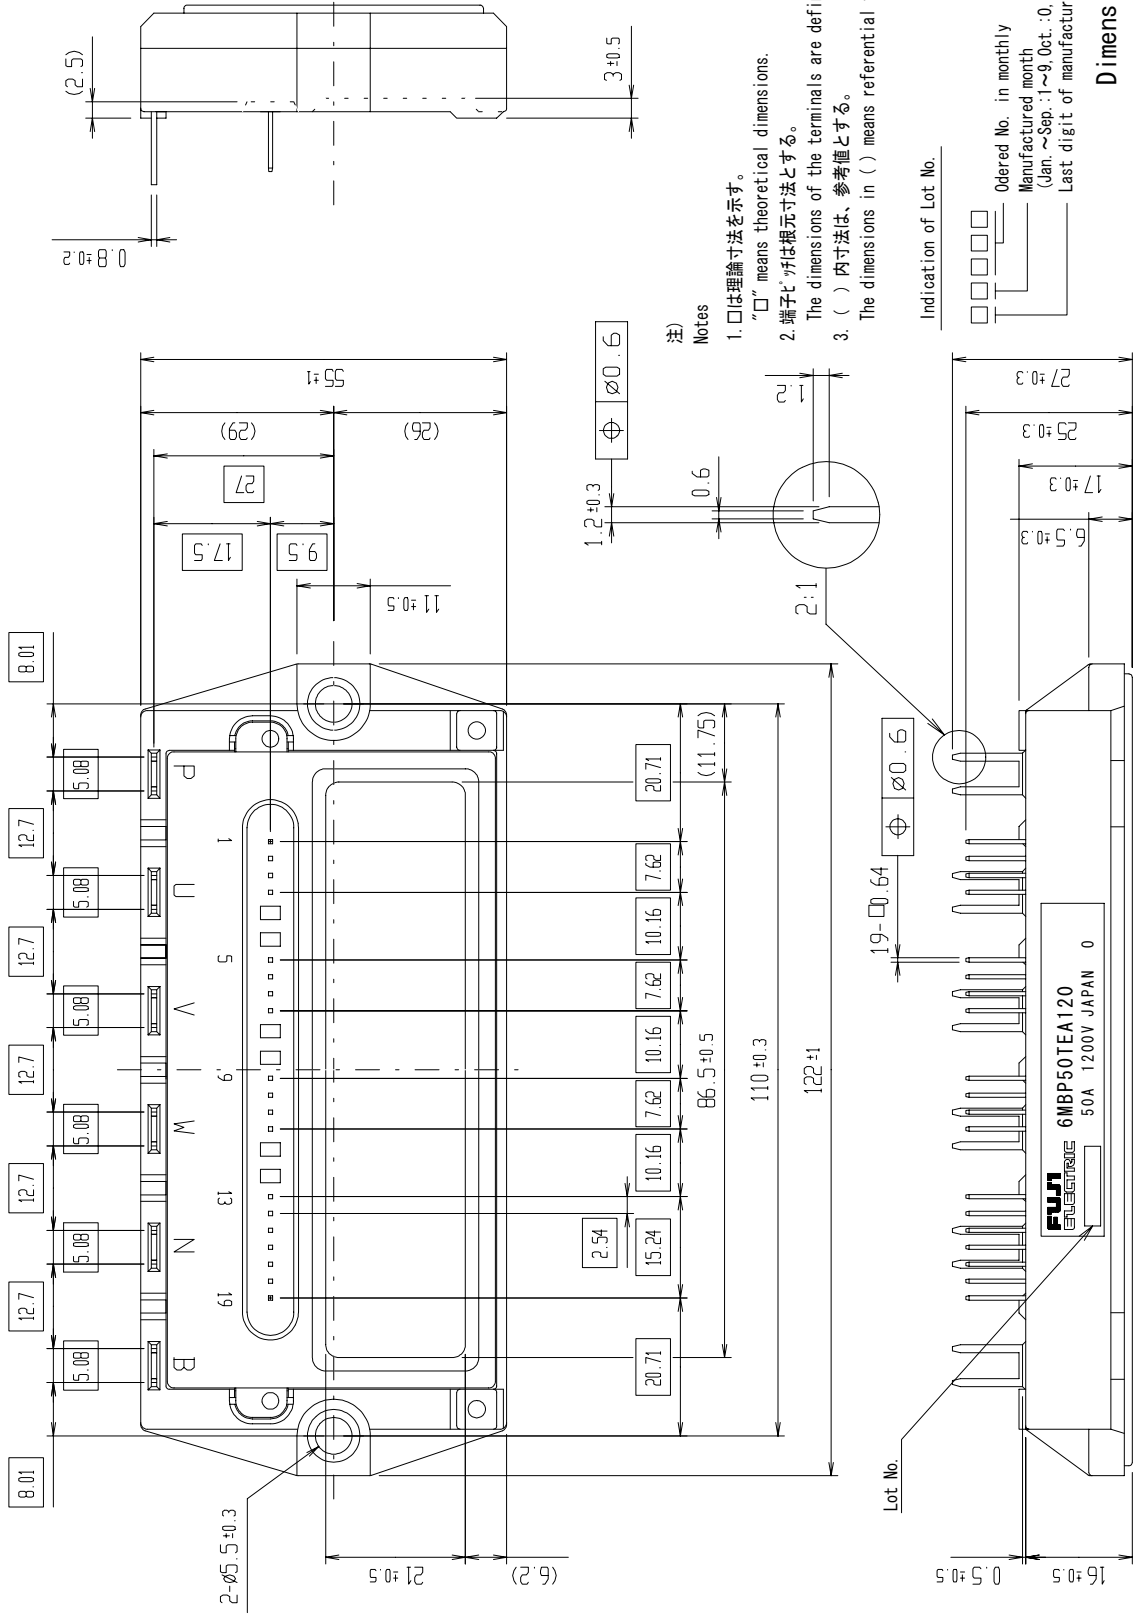 (2.5)
3 ±0.5
0.8 ±0.2
注)
Notes
1. 口は理論寸法を示す。
"口" means theoretical dimensions.
2. 端子ピッチは根元寸法とする。
The dimensions of the terminals are defi
3. ( ) 内寸法は、参考値とする。
The dimensions in ( ) means referential
Indication of Lot No.
□□□□□
Odered No. in monthly
Manufactured month
(Jan.~Sep.:1~9,Oct.:O,
Last digit of manufactur
Dimens
55 ±1
(29)
(26)
27
17.5
9.5
11 ±0.5
8.01
5.08
12.7
5.08
12.7
5.08
12.7
5.08
12.7
5.08
12.7
5.08
8.01
P
U
V
W
N
B
1
5
9
13
19
20.71
7.62
10.16
7.62
10.16
7.62
10.16
2.54
15.24
20.71
(11.75)
86.5 ±0.5
110 ±0.3
122 ±1
2-ø5.5 ±0.3
21 ±0.5
(6.2)
⌖ ø0.6
1.2 ±0.3
0.6
1.2
2:1
27 ±0.3
25 ±0.3
17 ±0.3
6.5 ±0.3
⌖ ø0.6
19-□0.64
FUJI
ELECTRIC
6MBP50TEA120
50A 1200V JAPAN O
Lot No.
0.5 ±0.5
16 ±0.5